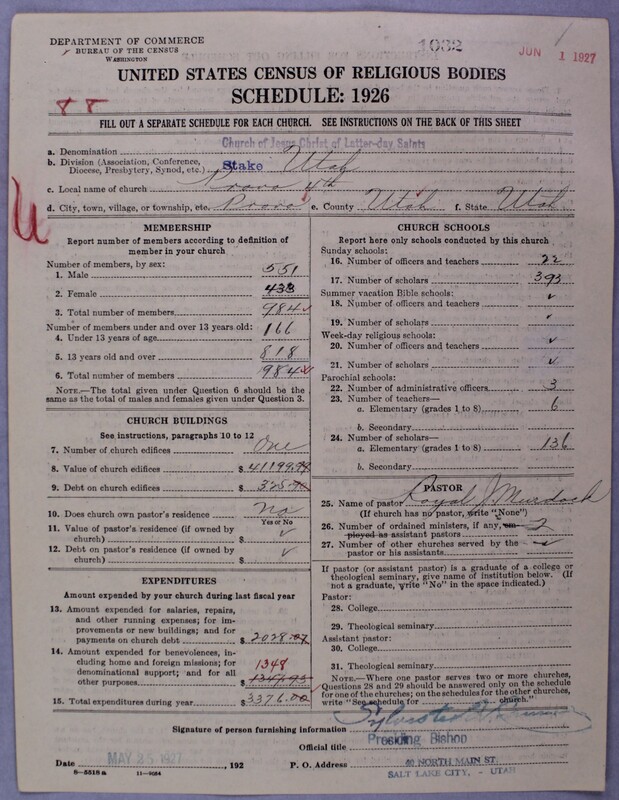 DEPARTMENT OF COMMERCE
BUREAU OF THE CENSUS
WASHINGTON
1032
JUN 1 1927
UNITED STATES CENSUS OF RELIGIOUS BODIES
SCHEDULE: 1926
88
FILL OUT A SEPARATE SCHEDULE FOR EACH CHURCH. SEE INSTRUCTIONS ON THE BACK OF THIS SHEET
a. Denomination Church of Jesus Christ of Latter-day Saints
b. Division (Association, Conference, Diocese, Presbytery, Synod, etc.) Stake Utah
c. Local name of church Provo 4th
d. City, town, village, or township, etc. Provo e. County Utah f. State Utah
MEMBERSHIP
Report number of members according to definition of
member in your church
Number of members, by sex:
1. Male 551
2. Female 433
3. Total number of members 984
Number of members under and over 13 years old:
4. Under 13 years of age 166
5. 13 years old and over 818
6. Total number of members 984
NOTE.—The total given under Question 6 should be the
same as the total of males and females given under Question 3.
CHURCH BUILDINGS
See instructions, paragraphs 10 to 12
7. Number of church edifices One
8. Value of church edifices $ 41199.94
9. Debt on church edifices $ 325.00
10. Does church own pastor's residence? No
Yes or No
11. Value of pastor's residence (if owned by
church) $
12. Debt on pastor's residence (if owned by
church) $
EXPENDITURES
Amount expended by your church during last fiscal year
13. Amount expended for salaries, repairs,
and other running expenses; for im-
provements or new buildings; and for
payments on church debt $ 2028.07
14. Amount expended for benevolences, in-
cluding home and foreign missions; for
denominational support; and for all
other purposes 1348
$ 1347.93
15. Total expenditures during year $ 3376.00
CHURCH SCHOOLS
Report here only schools conducted by this church
Sunday schools:
16. Number of officers and teachers 22
17. Number of scholars 393
Summer vacation Bible schools:
18. Number of officers and teachers
19. Number of scholars
Week-day religious schools:
20. Number of officers and teachers
21. Number of scholars
Parochial schools:
22. Number of administrative officers 3
23. Number of teachers—
a. Elementary (grades 1 to 8) 6
b. Secondary
24. Number of scholars—
a. Elementary (grades 1 to 8) 136
b. Secondary
PASTOR
25. Name of pastor Royal J. Murdock
(If church has no pastor, write "None")
26. Number of ordained ministers, if any, em-
ployed as assistant pastors 2
27. Number of other churches served by the
pastor or his assistants
If pastor (or assistant pastor) is a graduate of a college or
theological seminary, give name of institution below. (If
not a graduate, write "No" in the space indicated.)
Pastor:
28. College
29. Theological seminary
Assistant pastor:
30. College
31. Theological seminary
NOTE.—Where one pastor serves two or more churches,
Questions 28 and 29 should be answered only on the schedule
for one of the churches; on the schedules for the other churches,
write "See schedule for church."
Signature of person furnishing information Sylvester
Official title Presiding Bishop
Date MAY 25 1927, 192 P. O. Address 40 NORTH MAIN ST.
SALT LAKE CITY, - UTAH
8—5518a 11—9064